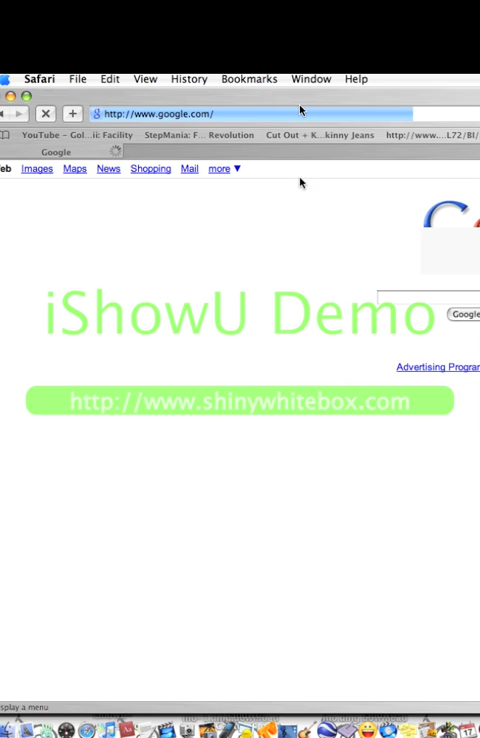 Safari File Edit View History Bookmarks Window Help
http://www.google.com/
YouTube – Gol...ii: Facility StepMania: F... Revolution Cut Out + K...kinny Jeans http://www....L72/BI/
Google
eb Images Maps News Shopping Mail more ▼
iShowU Demo
Google
Advertising Progra
http://www.shinywhitebox.com
splay a menu
17